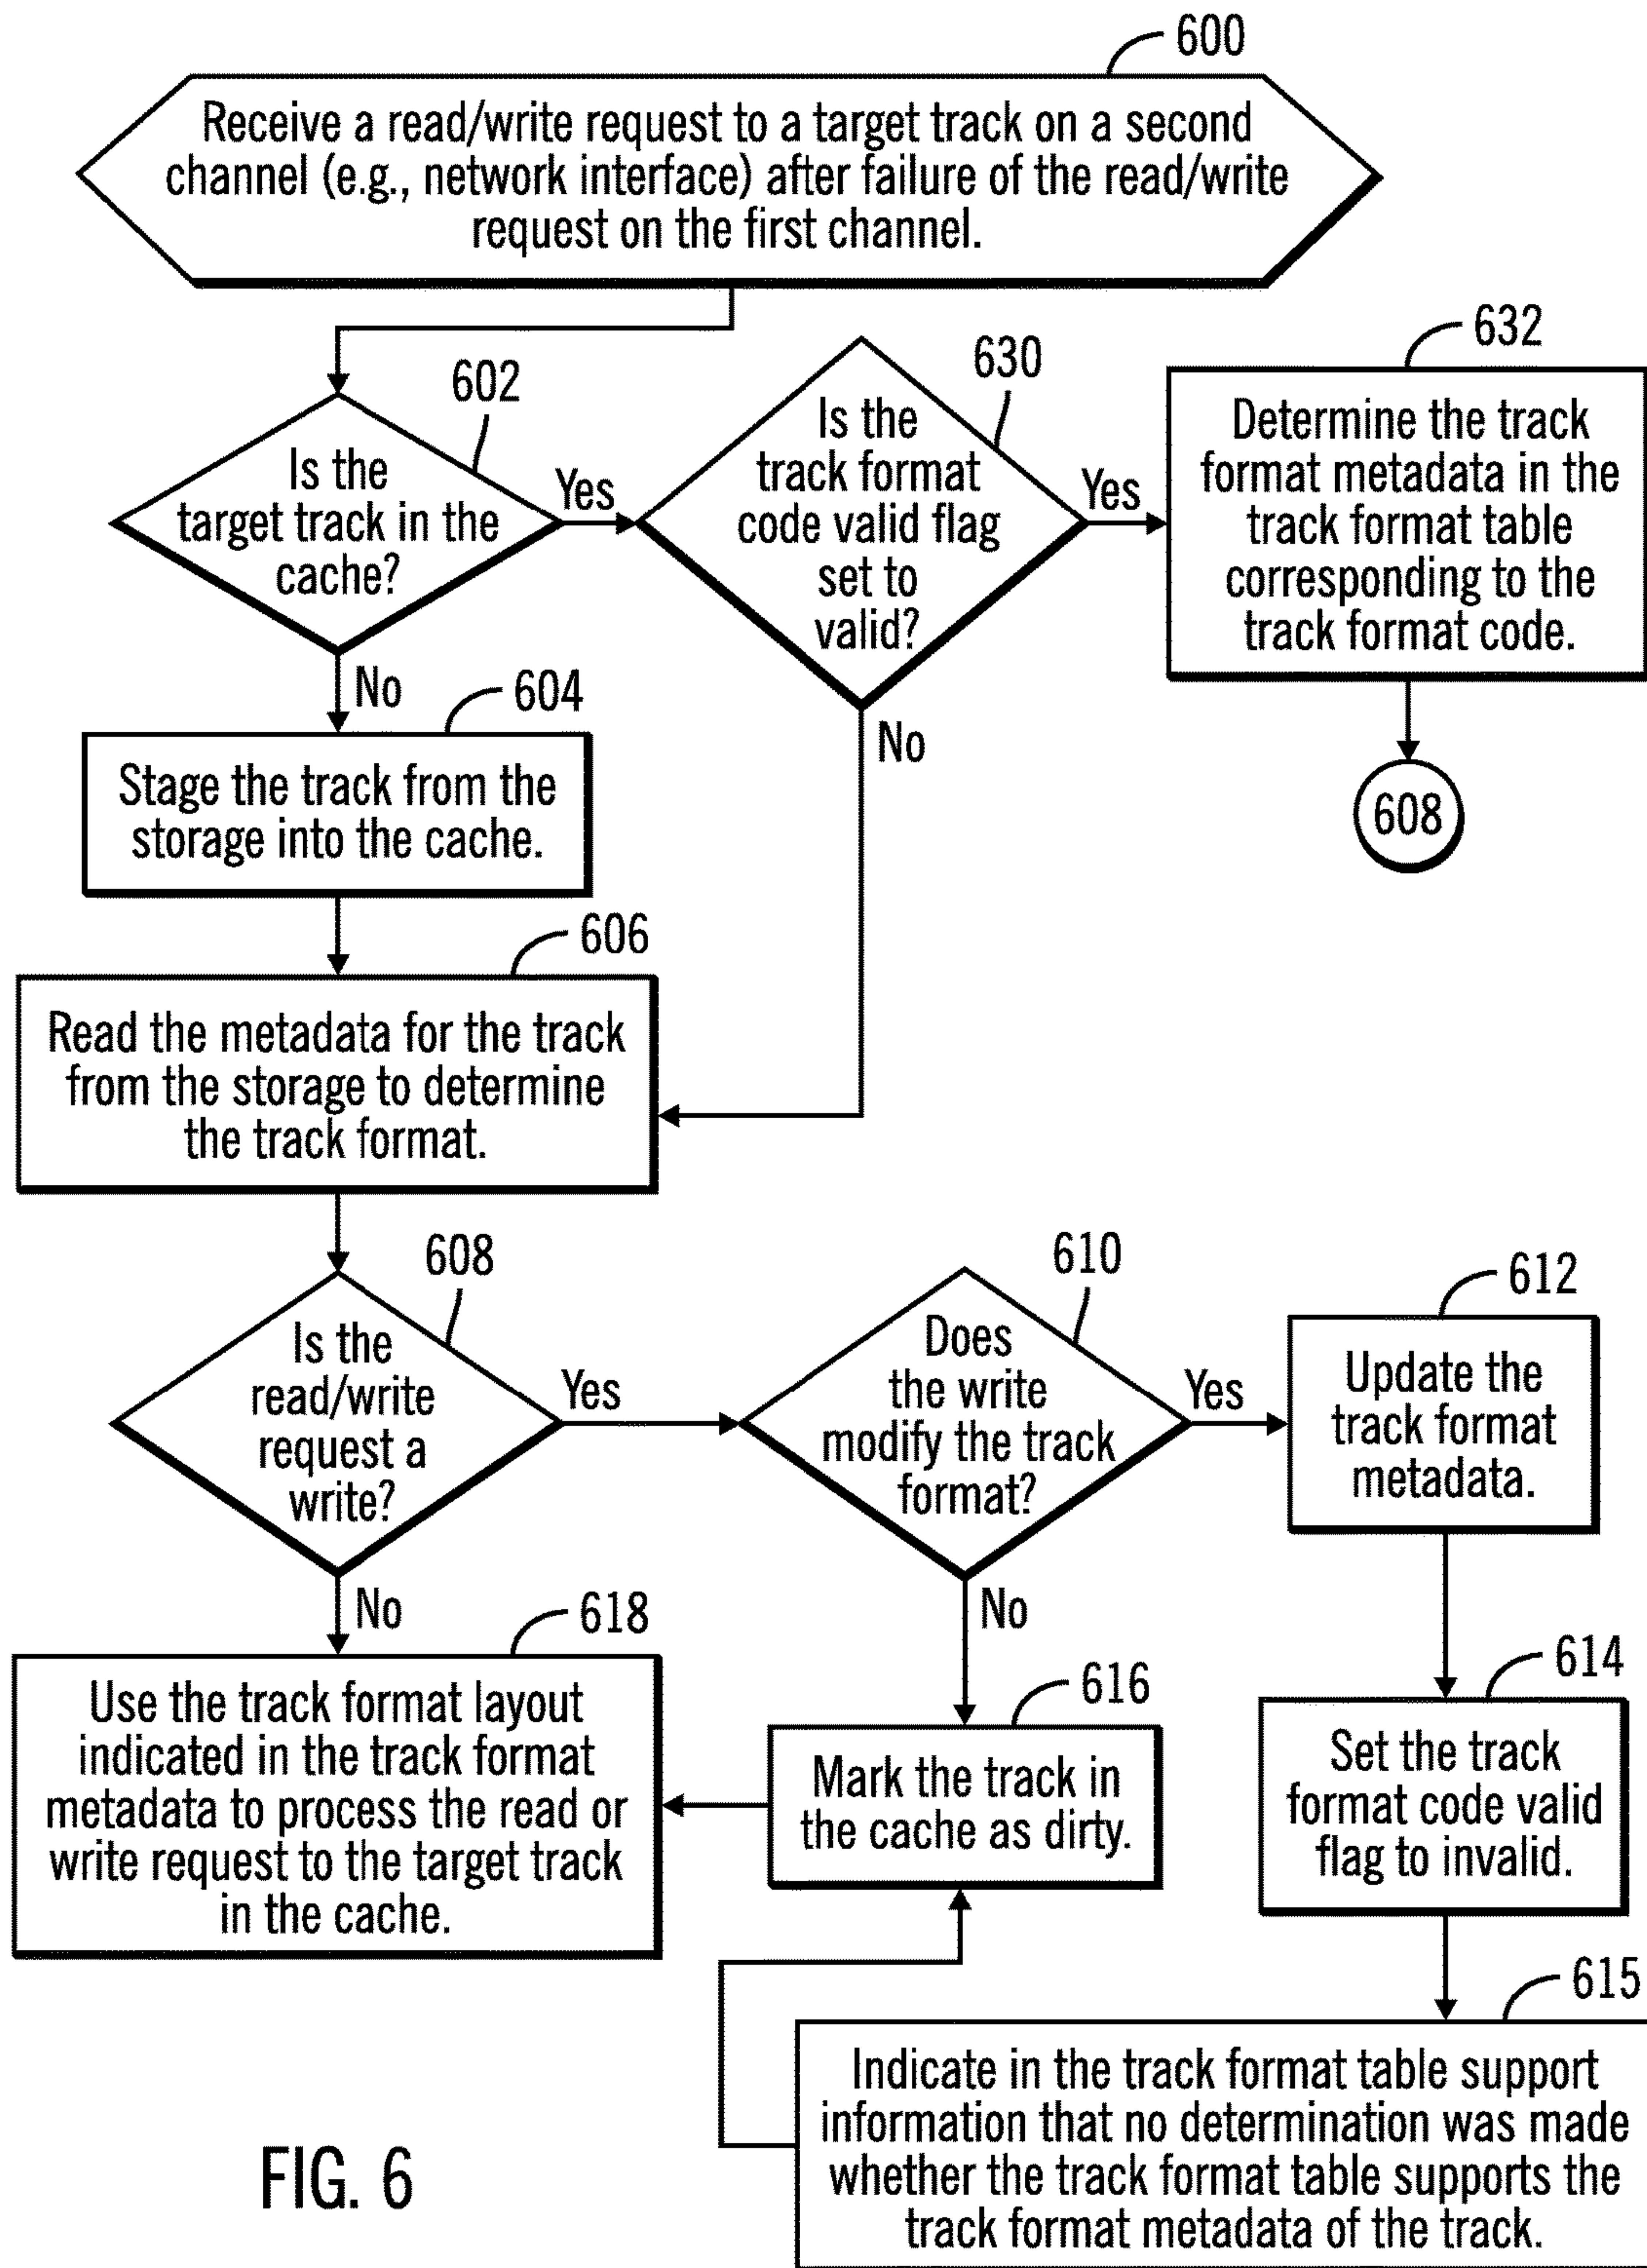 600
Receive a read/write request to a target track on a second
channel (e.g., network interface) after failure of the read/write
request on the first channel.
602
Is the
target track in the
cache?
Yes
No
630
Is the
track format
code valid flag
set to
valid?
Yes
No
632
Determine the track
format metadata in the
track format table
corresponding to the
track format code.
608
604
Stage the track from the
storage into the cache.
606
Read the metadata for the track
from the storage to determine
the track format.
608
Is the
read/write
request a
write?
Yes
No
610
Does
the write
modify the track
format?
Yes
No
612
Update the
track format
metadata.
614
Set the track
format code valid
flag to invalid.
618
Use the track format layout
indicated in the track format
metadata to process the read or
write request to the target track
in the cache.
616
Mark the track in
the cache as dirty.
615
Indicate in the track format table support
information that no determination was made
whether the track format table supports the
track format metadata of the track.
FIG. 6